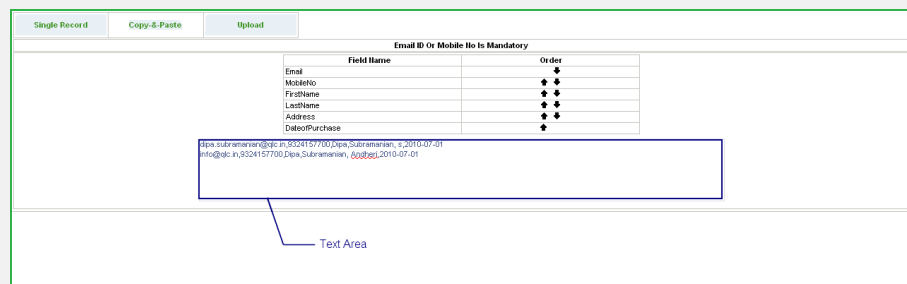 Single Record Copy-&-Paste Upload
Email ID Or Mobile No Is Mandatory
Field Name Order
Email
MobileNo
FirstName
LastName
Address
DateofPurchase
dipa.subramanian@qlc.in,9324157700,Dipa,Subramanian, s,2010-07-01
info@qlc.in,9324157700,Dipa,Subramanian, Andheri,2010-07-01
Text Area